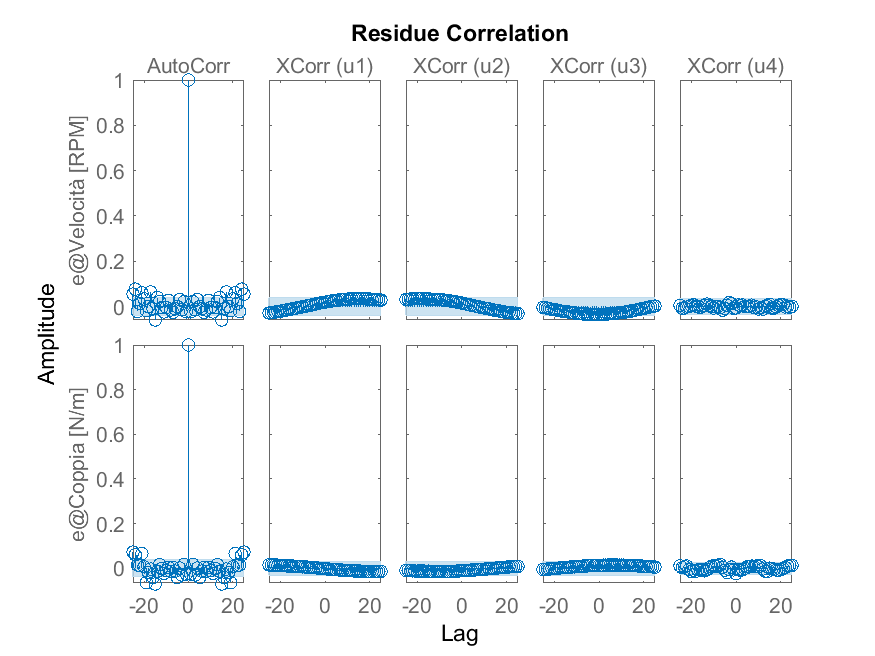 Residue Correlation
AutoCorr
XCorr (u1)
XCorr (u2)
XCorr (u3)
XCorr (u4)
e@Velocità [RPM]
1
0.8
0.6
0.4
0.2
0
Amplitude
e@Coppia [N/m]
1
0.8
0.6
0.4
0.2
0
-20 0 20
-20 0 20
-20 0 20
-20 0 20
-20 0 20
Lag